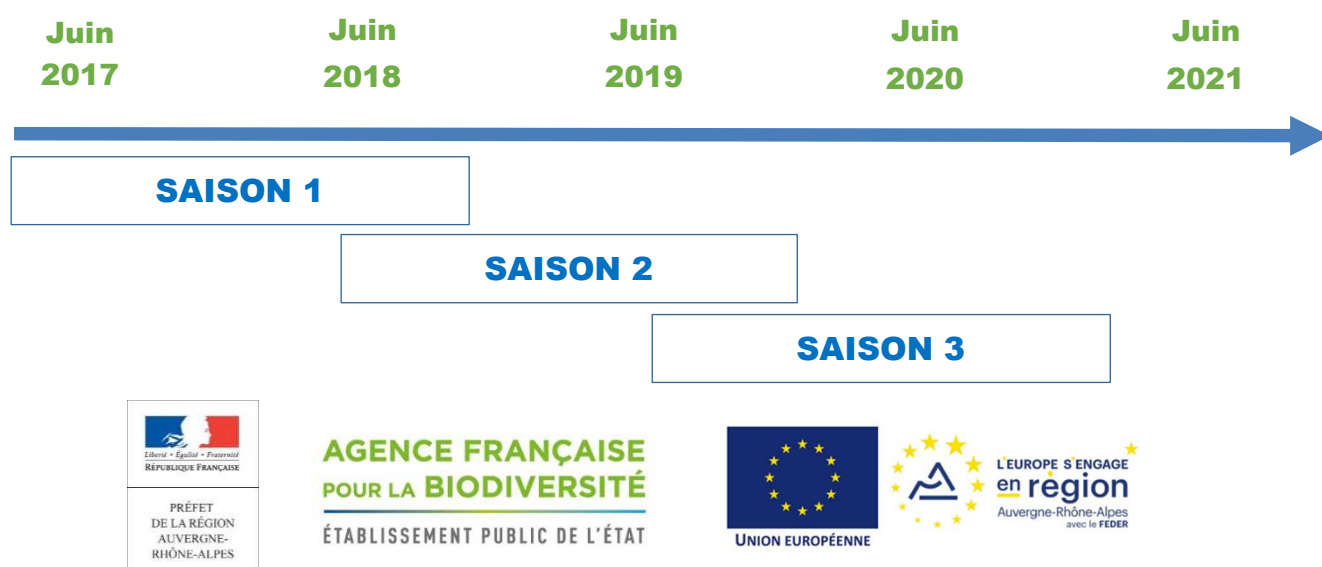 Juin
2017
Juin
2018
Juin
2019
Juin
2020
Juin
2021
SAISON 1
SAISON 2
SAISON 3
Liberté • Égalité • Fraternité
RÉPUBLIQUE FRANÇAISE
PRÉFET
DE LA RÉGION
AUVERGNE-
RHÔNE-ALPES
AGENCE FRANÇAISE
POUR LA BIODIVERSITÉ
ÉTABLISSEMENT PUBLIC DE L'ÉTAT
UNION EUROPÉENNE
L'EUROPE S'ENGAGE
en région
Auvergne-Rhône-Alpes
avec le FEDER